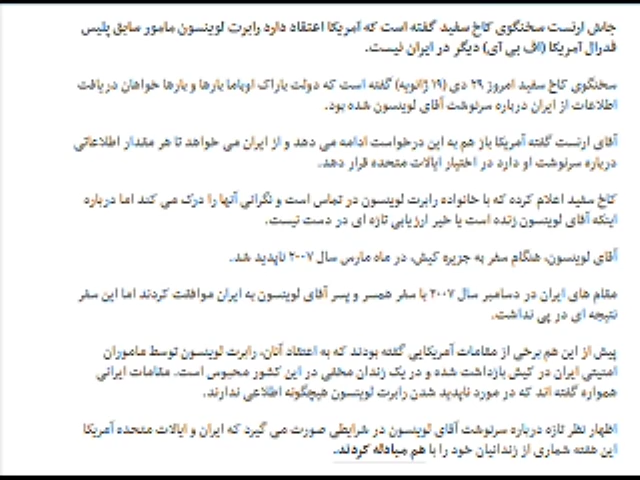 جاش ارنست سخنگوی کاخ سفید گفته است که آمریکا اعتقاد دارد رابرت لوینسون مامور سابق پلیس
فدرال آمریکا (اف بی آی) دیگر در ایران نیست.
سخنگوی کاخ سفید امروز ۲۹ دی (۱۹ ژانویه) گفته است که دولت باراک اوباما بارها و بارها خواهان دریافت
اطلاعات از ایران درباره سرنوشت آقای لوینسون شده بود.
آقای ارنست گفته آمریکا باز هم به این درخواست ادامه می دهد و از ایران می خواهد تا هر مقدار اطلاعاتی
درباره سرنوشت او دارد در اختیار ایالات متحده قرار دهد.
کاخ سفید اعلام کرده که با خانواده رابرت لوینسون در تماس است و نگرانی آنها را درک می کند اما درباره
اینکه آقای لوینسون زنده است یا خیر ارزیابی تازه ای در دست نیست.
آقای لوینسون، هنگام سفر به جزیره کیش، در ماه مارس سال ۲۰۰۷ ناپدید شد.
مقام های ایران در دسامبر سال ۲۰۰۷ با سفر همسر و پسر آقای لوینسون به ایران موافقت کردند اما این سفر
نتیجه ای در پی نداشت.
پیش از این هم برخی از مقامات آمریکایی گفته بودند که به اعتقاد آنان، رابرت لوینسون توسط ماموران
امنیتی ایران در کیش بازداشت شده و در یک زندان مخفی در این کشور محبوس است. مقامات ایرانی
همواره گفته اند که در مورد ناپدید شدن رابرت لوینسون هیچگونه اطلاعی ندارند.
اظهار نظر تازه درباره سرنوشت آقای لوینسون در شرایطی صورت می گیرد که ایران و ایالات متحده آمریکا
این هفته شماری از زندانیان خود را با هم مبادله کردند.